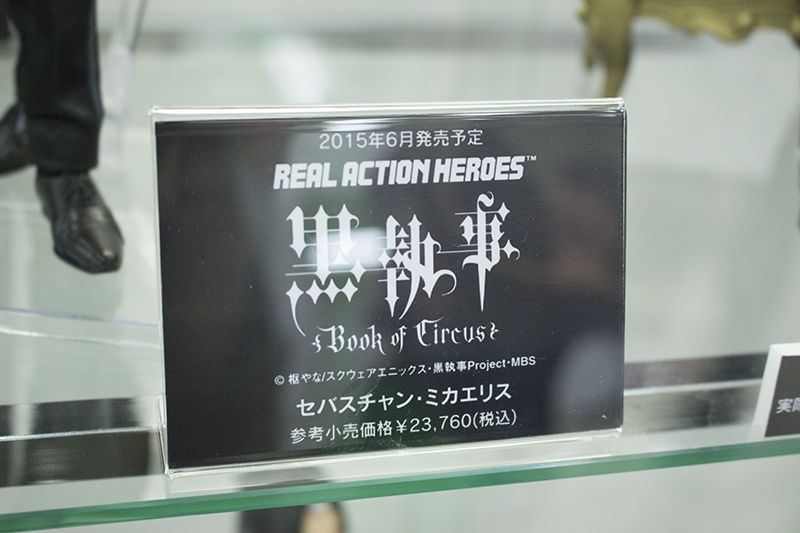 2015年6月発売予定
REAL ACTION HEROES™
黒執事
Book of Circus
© 枢やな/スクウェアエニックス・黒執事Project・MBS
セバスチャン・ミカエリス
参考小売価格¥23,760(税込)
実際